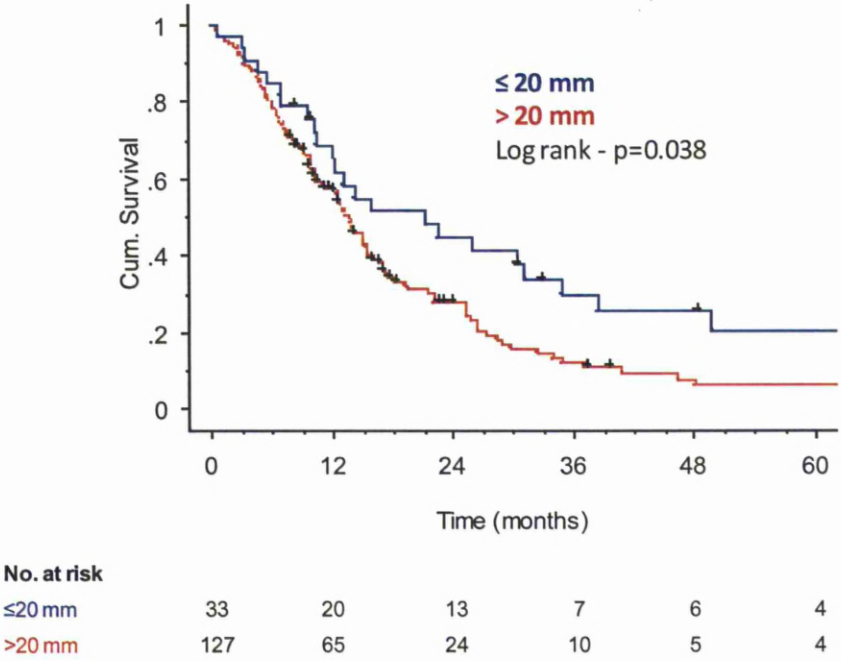 1
.8
.6
.4
.2
0
Cum. Survival
≤ 20 mm
> 20 mm
Log rank - p=0.038
0 12 24 36 48 60
Time (months)
No. at risk
≤20 mm 33 20 13 7 6 4
>20 mm 127 65 24 10 5 4